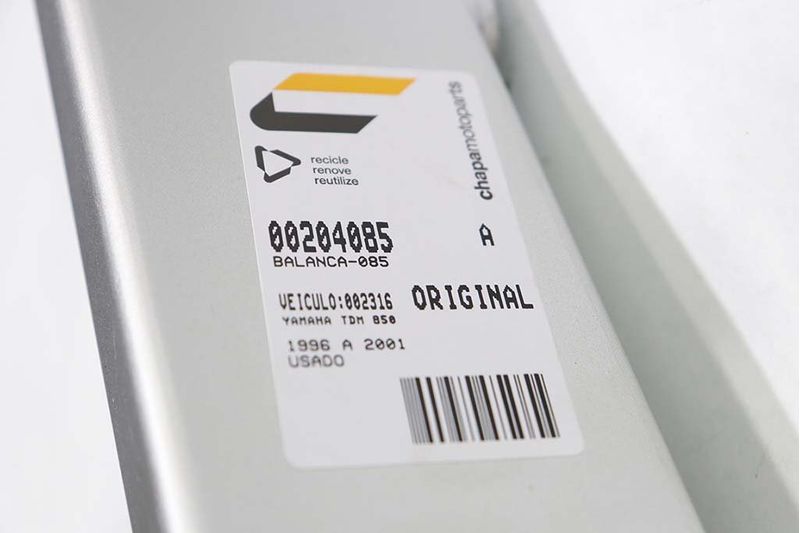 chapamotoparts
recicle
renove
reutilize
00204085 A
BALANCA-085
VEICULO:002316 ORIGINAL
YAMAHA TDM 850
1996 A 2001
USADO